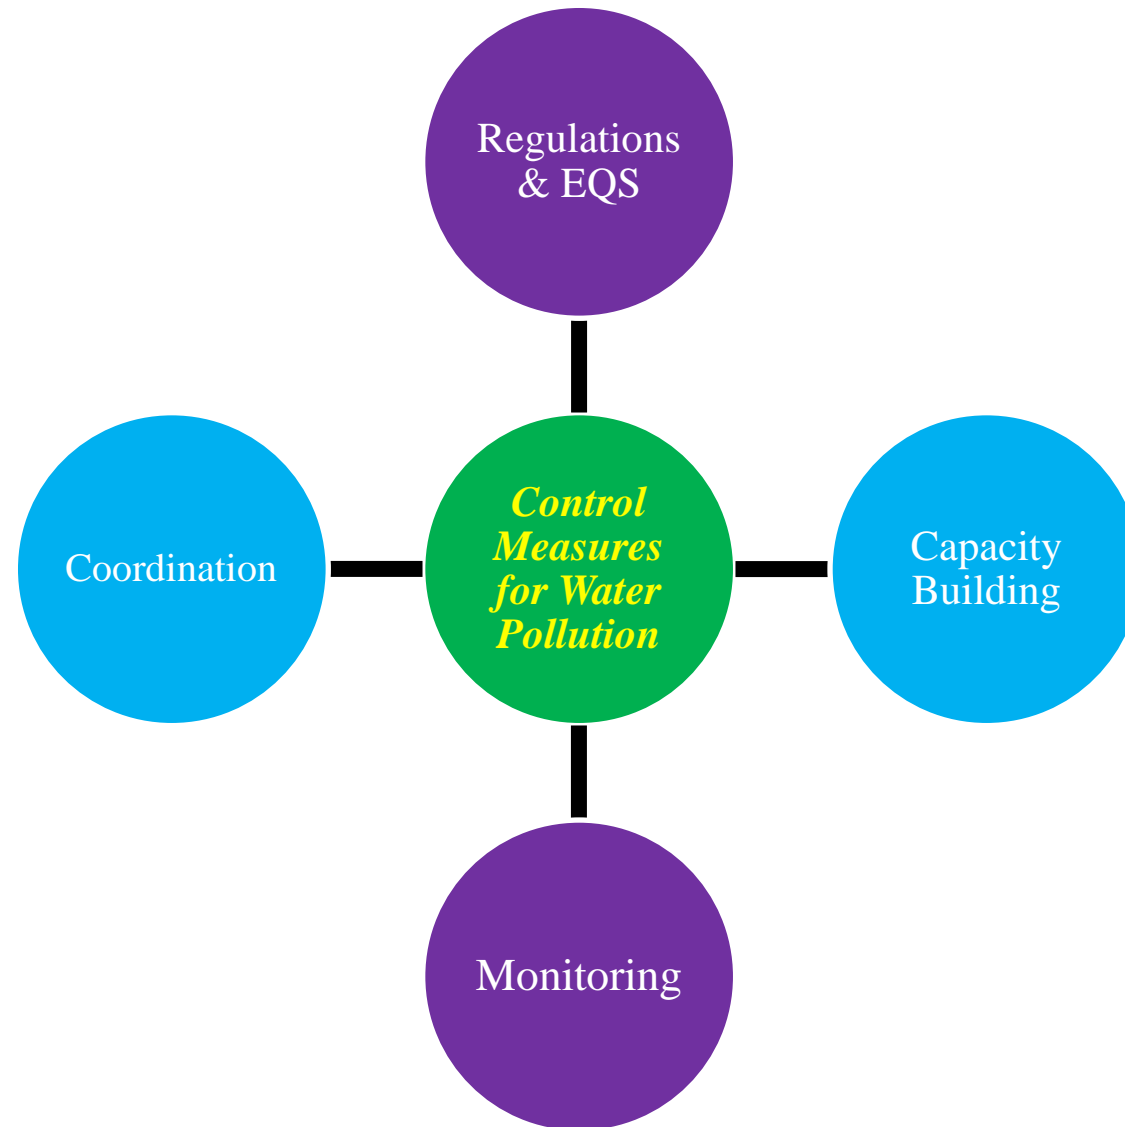 Regulations
& EQS
Coordination
Control
Measures
for Water
Pollution
Capacity
Building
Monitoring